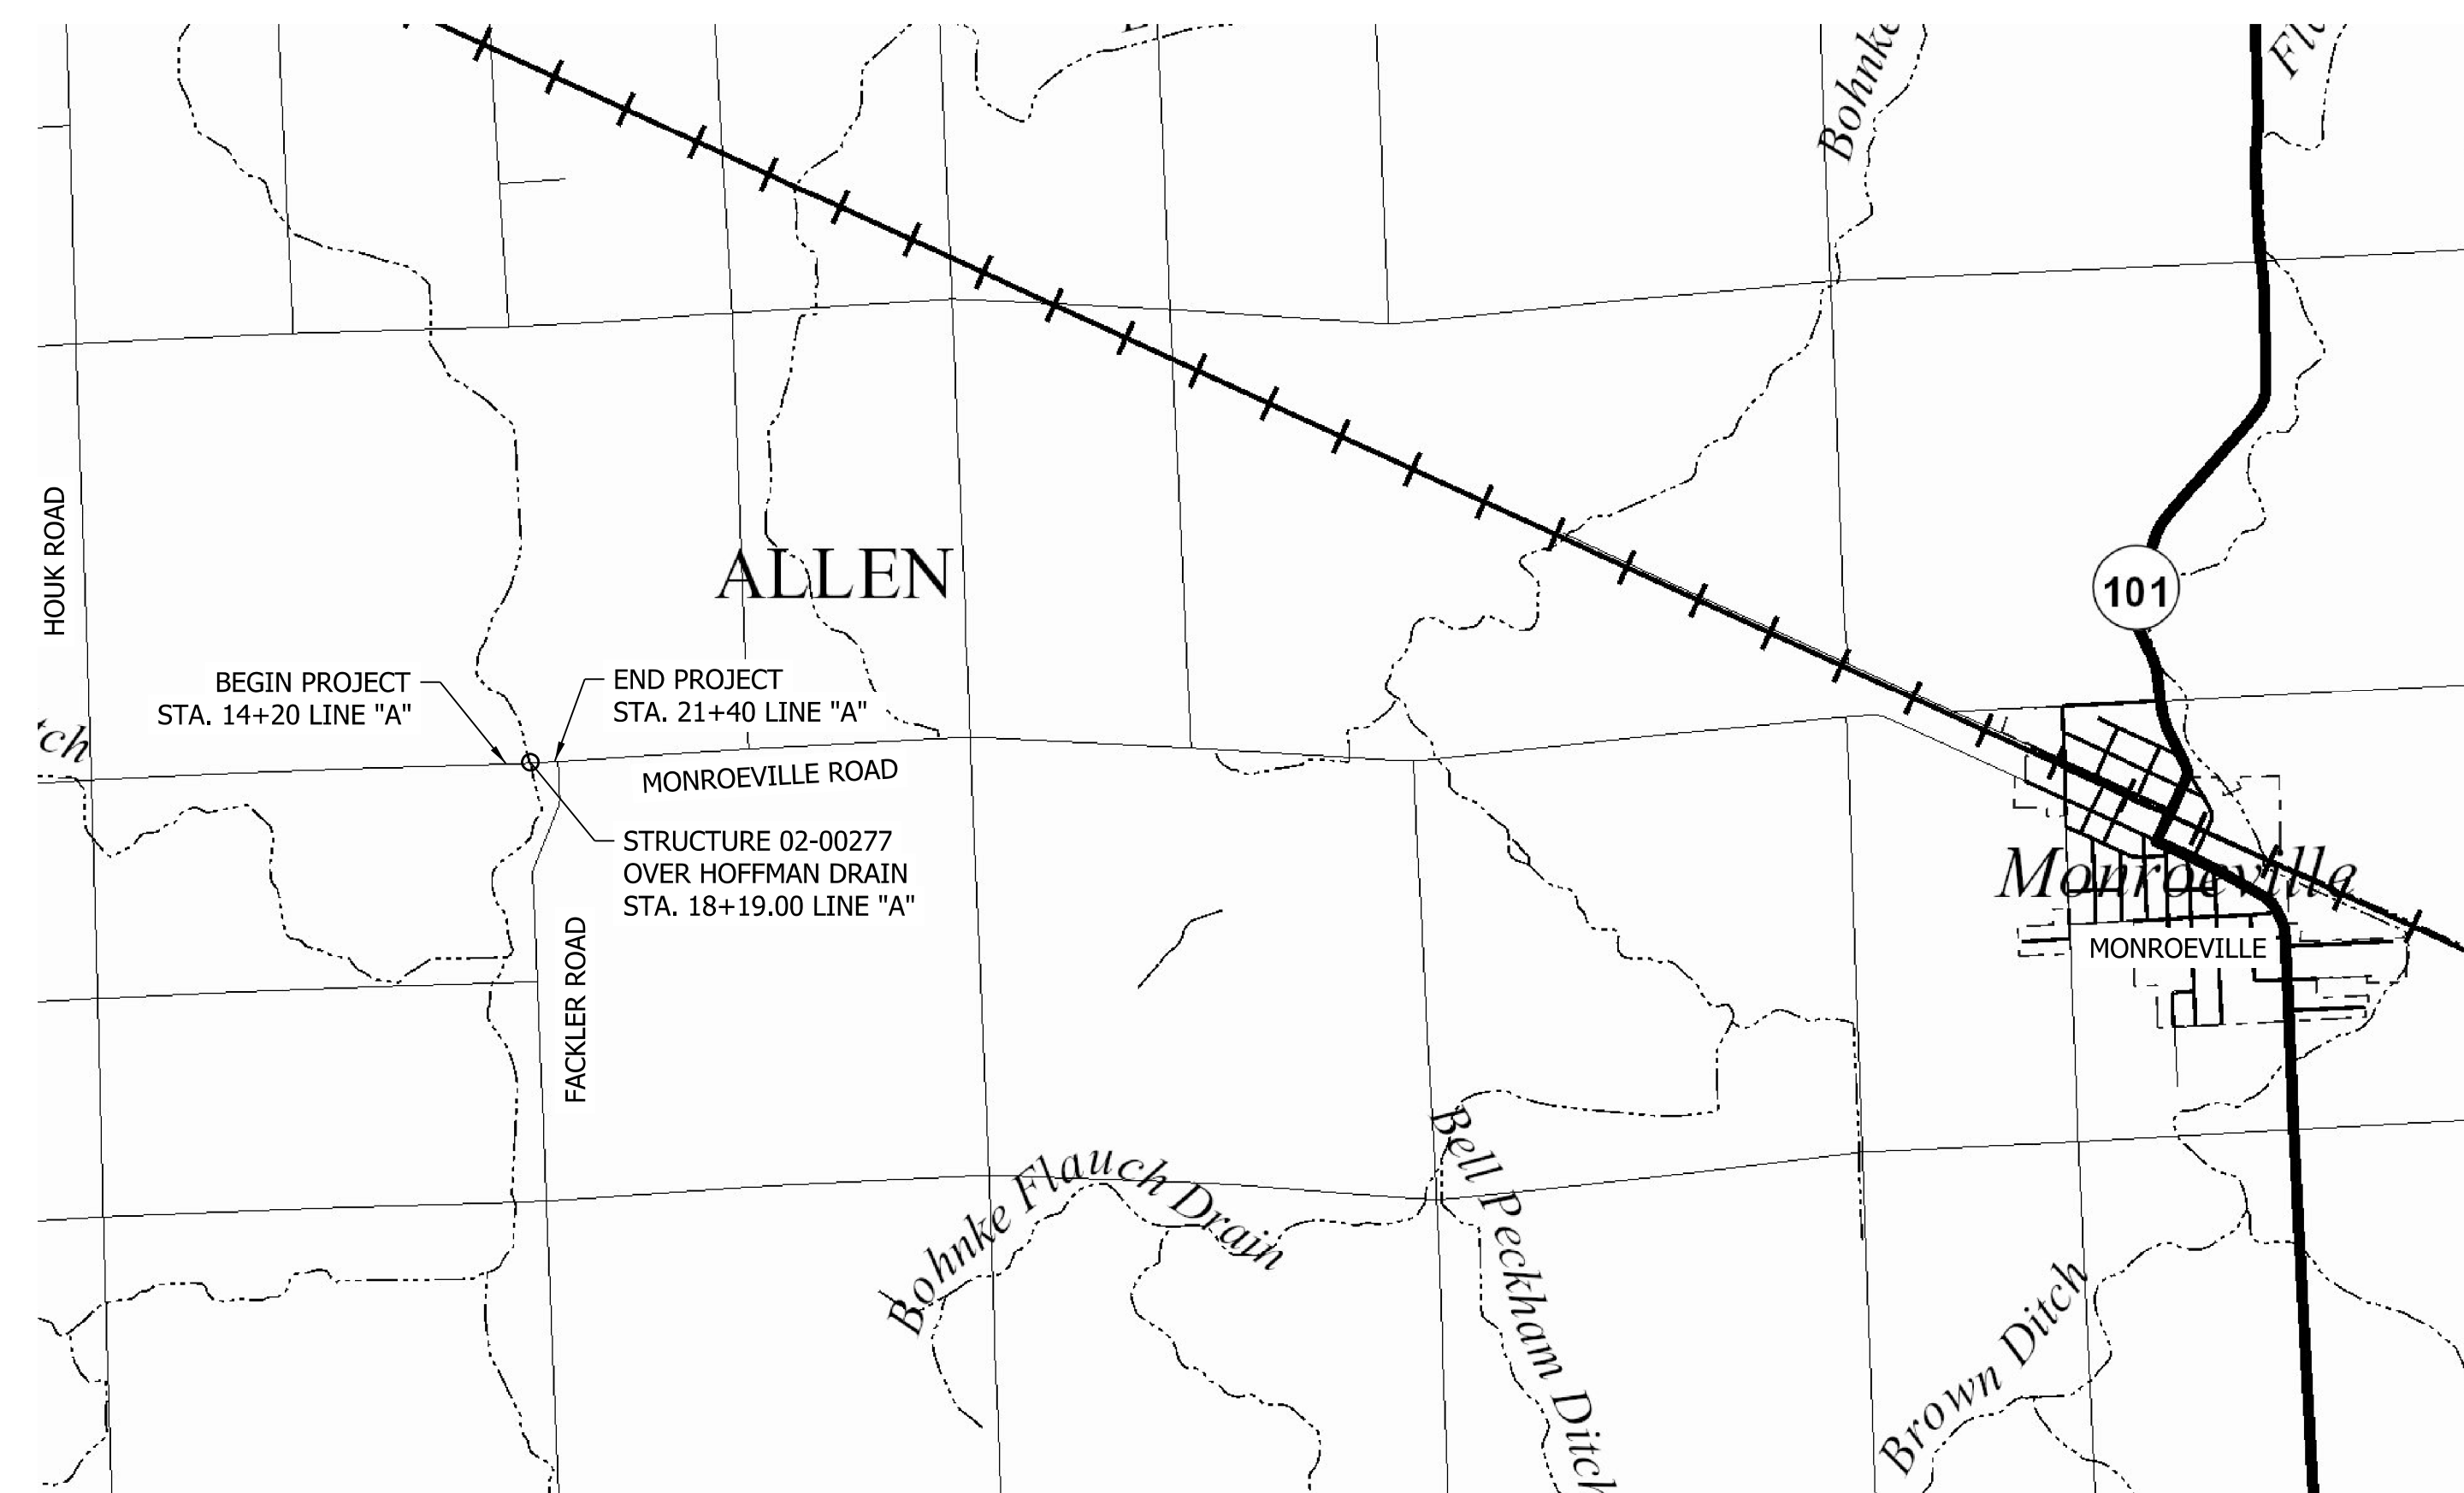 Bohnke
HOUK ROAD
ALLEN
101
BEGIN PROJECT
STA. 14+20 LINE "A"
END PROJECT
STA. 21+40 LINE "A"
MONROEVILLE ROAD
STRUCTURE 02-00277
OVER HOFFMAN DRAIN
STA. 18+19.00 LINE "A"
FACKLER ROAD
Monroeville
MONROEVILLE
Bohnke Flauch Drain
Bell Peckham Ditch
Brown Ditch